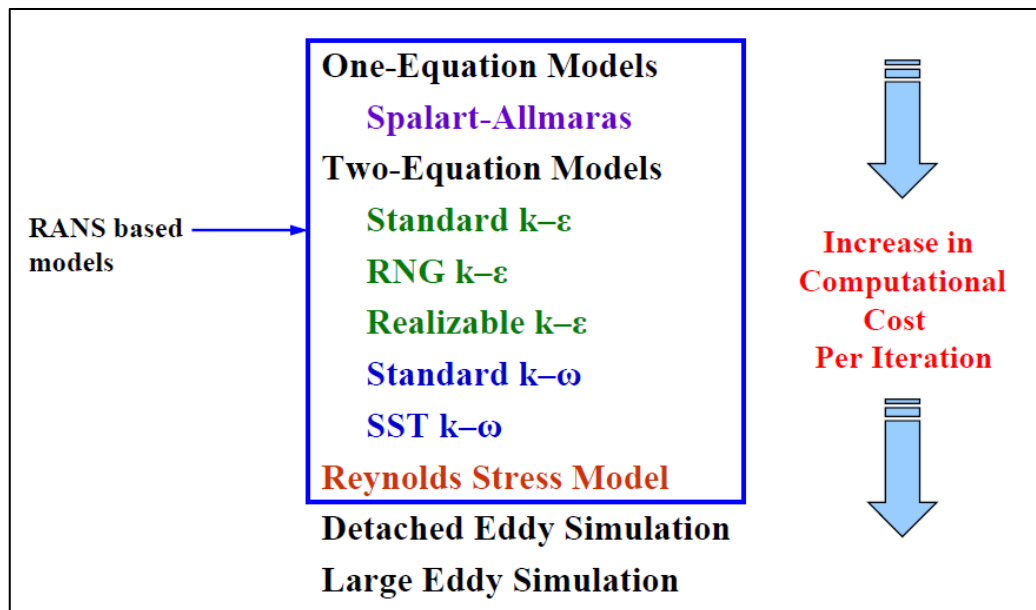 One-Equation Models
Spalart-Allmaras
Two-Equation Models
Standard k–ε
RNG k–ε
Realizable k–ε
Standard k–ω
SST k–ω
Reynolds Stress Model
Detached Eddy Simulation
Large Eddy Simulation
RANS based
models
Increase in
Computational
Cost
Per Iteration